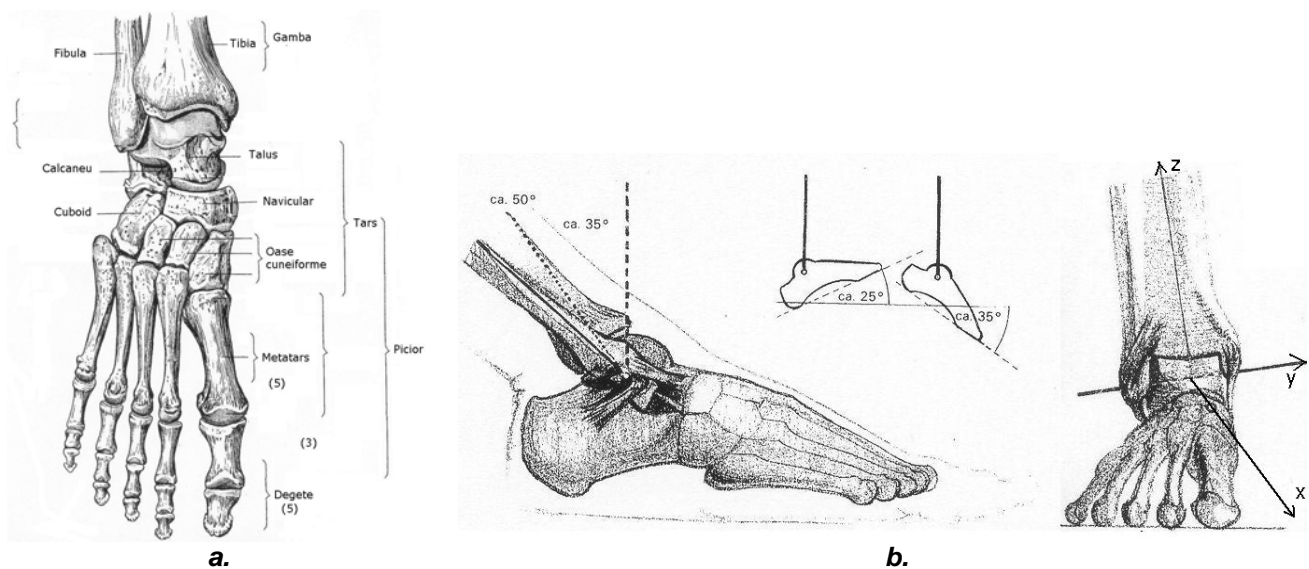 Fibula
Tibia
Gamba
Talus
Calcaneu
Navicular
Cuboid
Tars
Oase
cuneiforme
Metatars
(5)
Picior
(3)
Degete
(5)
a.
ca. 50°
ca. 35°
ca. 25°
ca. 35°
z
y
x
b.